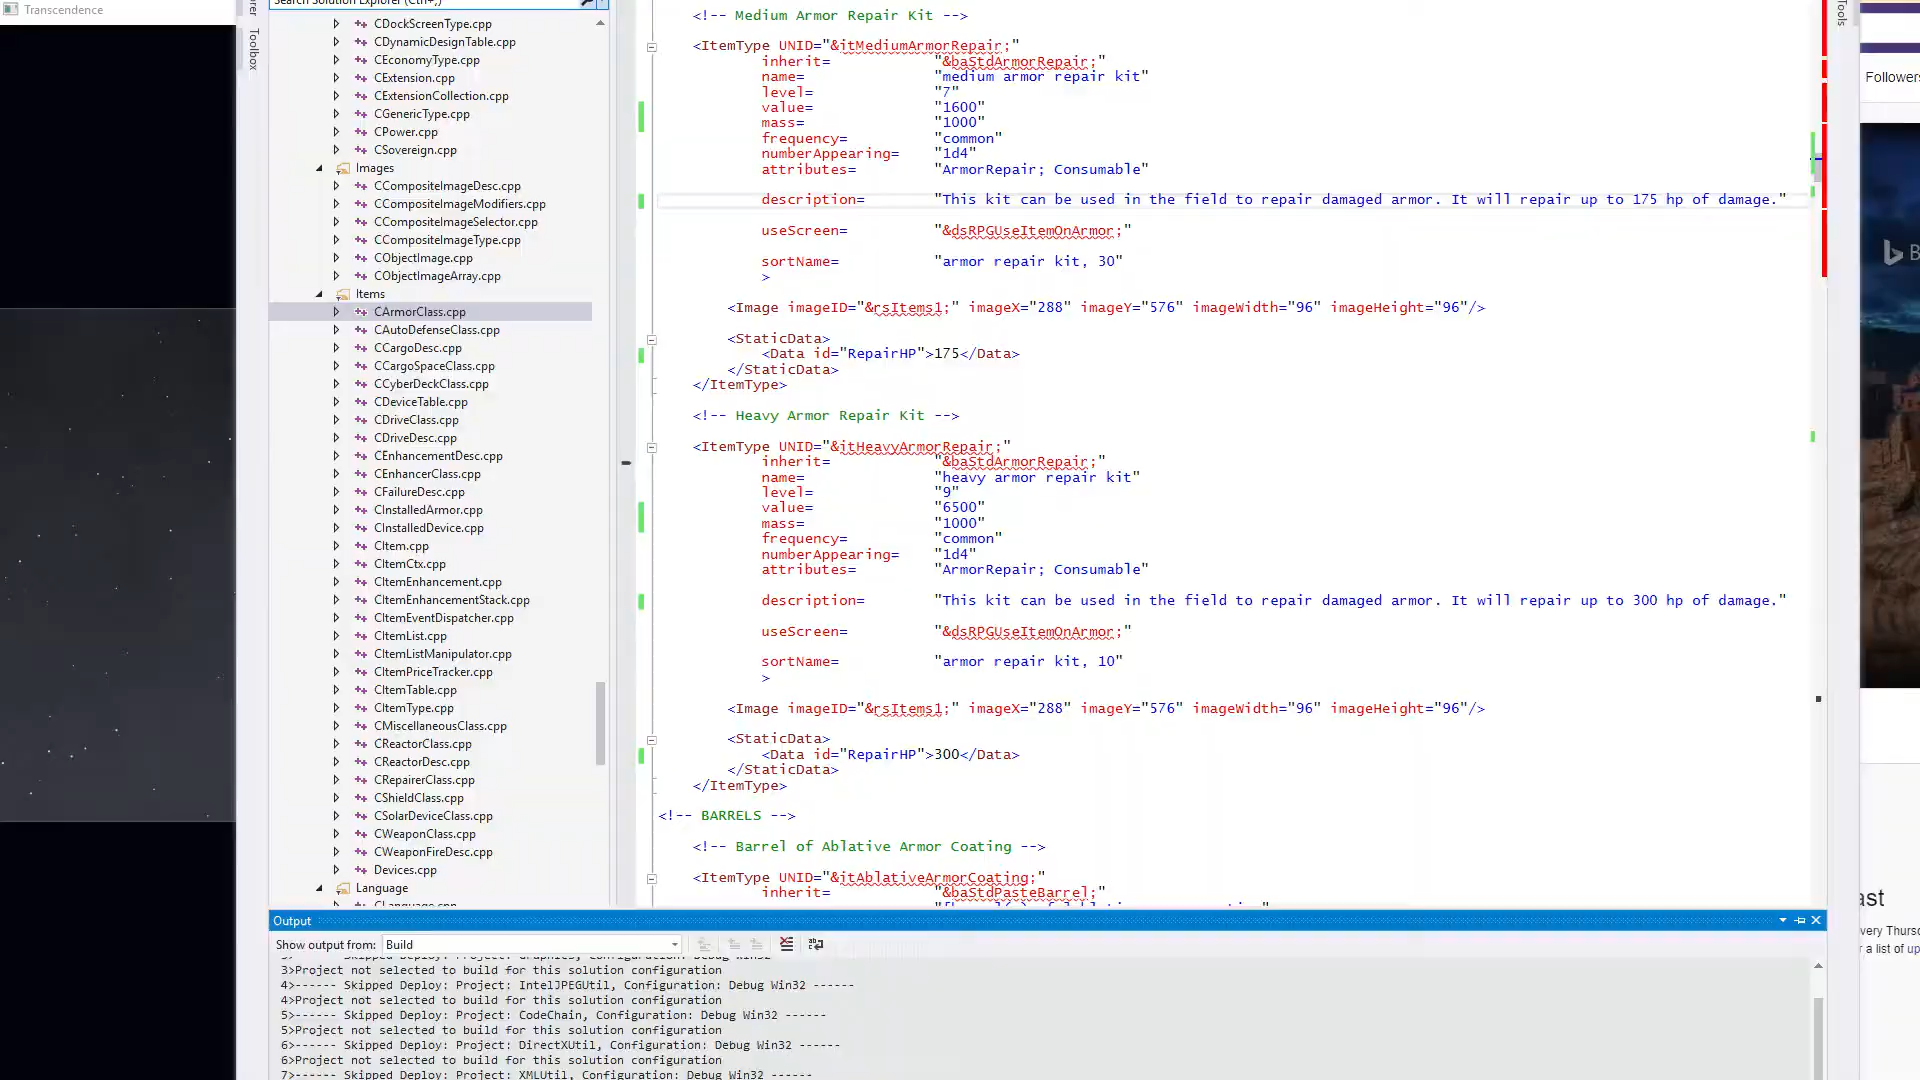 Transcendence
Toolbox
Search Solution Explorer (Ctrl+;)
CDockScreenType.cpp
CDynamicDesignTable.cpp
CEconomyType.cpp
CExtension.cpp
CExtensionCollection.cpp
CGenericType.cpp
CPower.cpp
CSovereign.cpp
Images
CCompositeImageDesc.cpp
CCompositeImageModifiers.cpp
CCompositeImageSelector.cpp
CCompositeImageType.cpp
CObjectImage.cpp
CObjectImageArray.cpp
Items
CArmorClass.cpp
CAutoDefenseClass.cpp
CCargoDesc.cpp
CCargoSpaceClass.cpp
CCyberDeckClass.cpp
CDeviceTable.cpp
CDriveClass.cpp
CDriveDesc.cpp
CEnhancementDesc.cpp
CEnhancerClass.cpp
CFailureDesc.cpp
CInstalledArmor.cpp
CInstalledDevice.cpp
CItem.cpp
CItemCtx.cpp
CItemEnhancement.cpp
CItemEnhancementStack.cpp
CItemEventDispatcher.cpp
CItemList.cpp
CItemListManipulator.cpp
CItemPriceTracker.cpp
CItemTable.cpp
CItemType.cpp
CMiscellaneousClass.cpp
CReactorClass.cpp
CReactorDesc.cpp
CRepairerClass.cpp
CShieldClass.cpp
CSolarDeviceClass.cpp
CWeaponClass.cpp
CWeaponFireDesc.cpp
Devices.cpp
Language
CLanguage.cpp
<!-- Medium Armor Repair Kit -->
<ItemType UNID="&itMediumArmorRepair;"
inherit= "&baStdArmorRepair;"
name= "medium armor repair kit"
level= "7"
value= "1600"
mass= "1000"
frequency= "common"
numberAppearing= "1d4"
attributes= "ArmorRepair; Consumable"
description= "This kit can be used in the field to repair damaged armor. It will repair up to 175 hp of damage."
useScreen= "&dsRPGUseItemOnArmor;"
sortName= "armor repair kit, 30"
>
<Image imageID="&rsItems1;" imageX="288" imageY="576" imageWidth="96" imageHeight="96"/>
<StaticData>
<Data id="RepairHP">175</Data>
</StaticData>
</ItemType>
<!-- Heavy Armor Repair Kit -->
<ItemType UNID="&itHeavyArmorRepair;"
inherit= "&baStdArmorRepair;"
name= "heavy armor repair kit"
level= "9"
value= "6500"
mass= "1000"
frequency= "common"
numberAppearing= "1d4"
attributes= "ArmorRepair; Consumable"
description= "This kit can be used in the field to repair damaged armor. It will repair up to 300 hp of damage."
useScreen= "&dsRPGUseItemOnArmor;"
sortName= "armor repair kit, 10"
>
<Image imageID="&rsItems1;" imageX="288" imageY="576" imageWidth="96" imageHeight="96"/>
<StaticData>
<Data id="RepairHP">300</Data>
</StaticData>
</ItemType>
<!-- BARRELS -->
<!-- Barrel of Ablative Armor Coating -->
<ItemType UNID="&itAblativeArmorCoating;"
inherit= "&baStdPasteBarrel;"
Output
Show output from: Build
3>------ Skipped Deploy: Project: Graphics, Configuration: Debug Win32 ------
3>Project not selected to build for this solution configuration
4>------ Skipped Deploy: Project: IntelJPEGUtil, Configuration: Debug Win32 ------
4>Project not selected to build for this solution configuration
5>------ Skipped Deploy: Project: CodeChain, Configuration: Debug Win32 ------
5>Project not selected to build for this solution configuration
6>------ Skipped Deploy: Project: DirectXUtil, Configuration: Debug Win32 ------
6>Project not selected to build for this solution configuration
7>------ Skipped Deploy: Project: XMLUtil, Configuration: Debug Win32 ------
Tools
Followers
B
ast
very Thurs
r a list of up